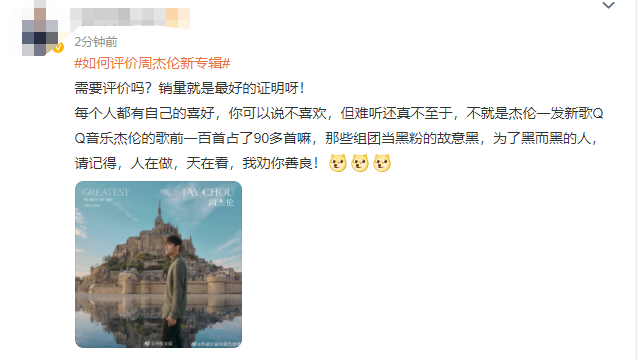 2分钟前
#如何评价周杰伦新专辑#
需要评价吗？销量就是最好的证明呀！
每个人都有自己的喜好，你可以说不喜欢，但难听还真不至于，不就是杰伦一发新歌Q
Q音乐杰伦的歌前一百首占了90多首嘛，那些组团当黑粉的故意黑，为了黑而黑的人，
请记得，人在做，天在看，我劝你善良！
GREATEST
WORKS OF ART
JAY CHOU
周杰伦